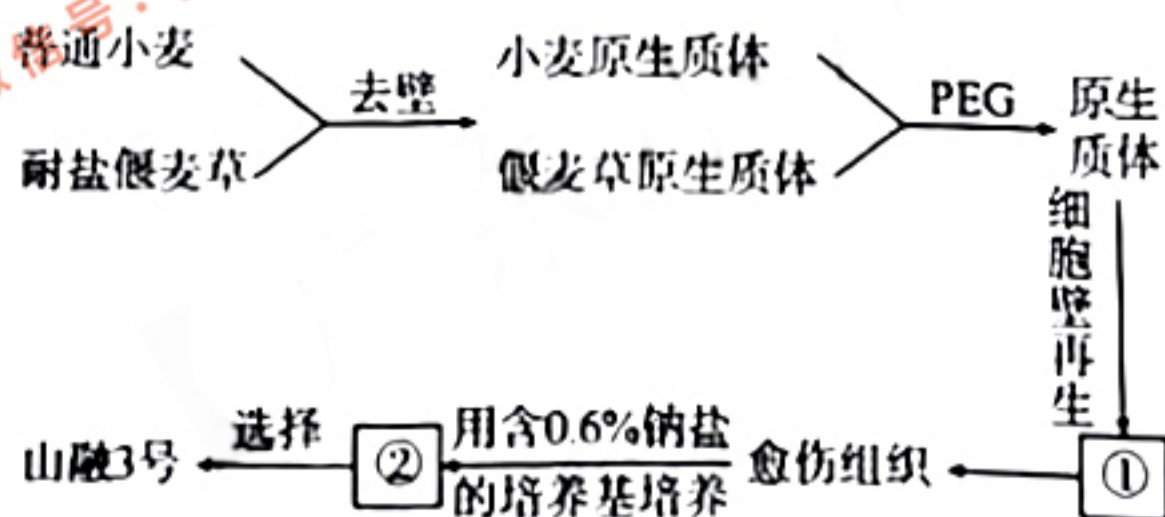 普通小麦
耐盐偃麦草
去壁
小麦原生质体
偃麦草原生质体
PEG
原生
质体
细胞壁再生
①
愈伤组织
用含0.6%钠盐
的培养基培养
②
选择
山融3号